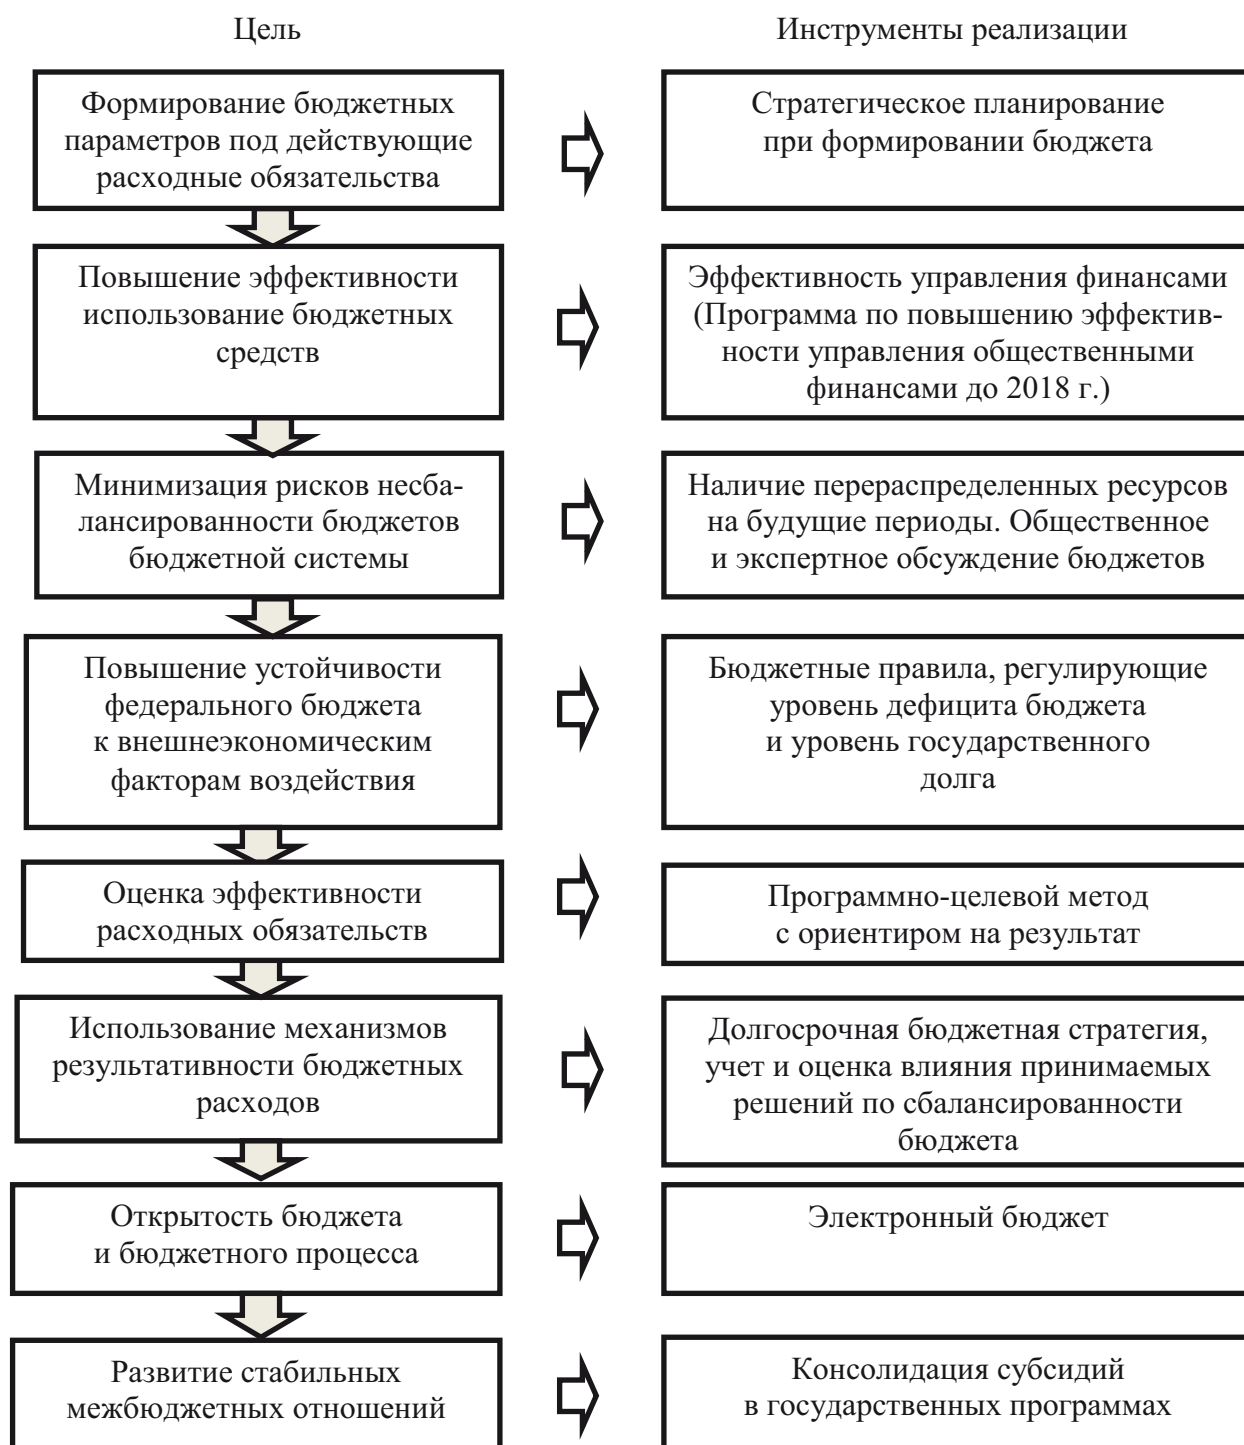 Цель
Инструменты реализации
Формирование бюджетных
параметров под действующие
расходные обязательства
Стратегическое планирование
при формировании бюджета
Повышение эффективности
использование бюджетных
средств
Эффективность управления финансами
(Программа по повышению эффектив-
ности управления общественными
финансами до 2018 г.)
Минимизация рисков несба-
лансированности бюджетов
бюджетной системы
Наличие перераспределенных ресурсов
на будущие периоды. Общественное
и экспертное обсуждение бюджетов
Повышение устойчивости
федерального бюджета
к внешнеэкономическим
факторам воздействия
Бюджетные правила, регулирующие
уровень дефицита бюджета
и уровень государственного
долга
Оценка эффективности
расходных обязательств
Программно-целевой метод
с ориентиром на результат
Использование механизмов
результативности бюджетных
расходов
Долгосрочная бюджетная стратегия,
учет и оценка влияния принимаемых
решений по сбалансированности
бюджета
Открытость бюджета
и бюджетного процесса
Электронный бюджет
Развитие стабильных
межбюджетных отношений
Консолидация субсидий
в государственных программах